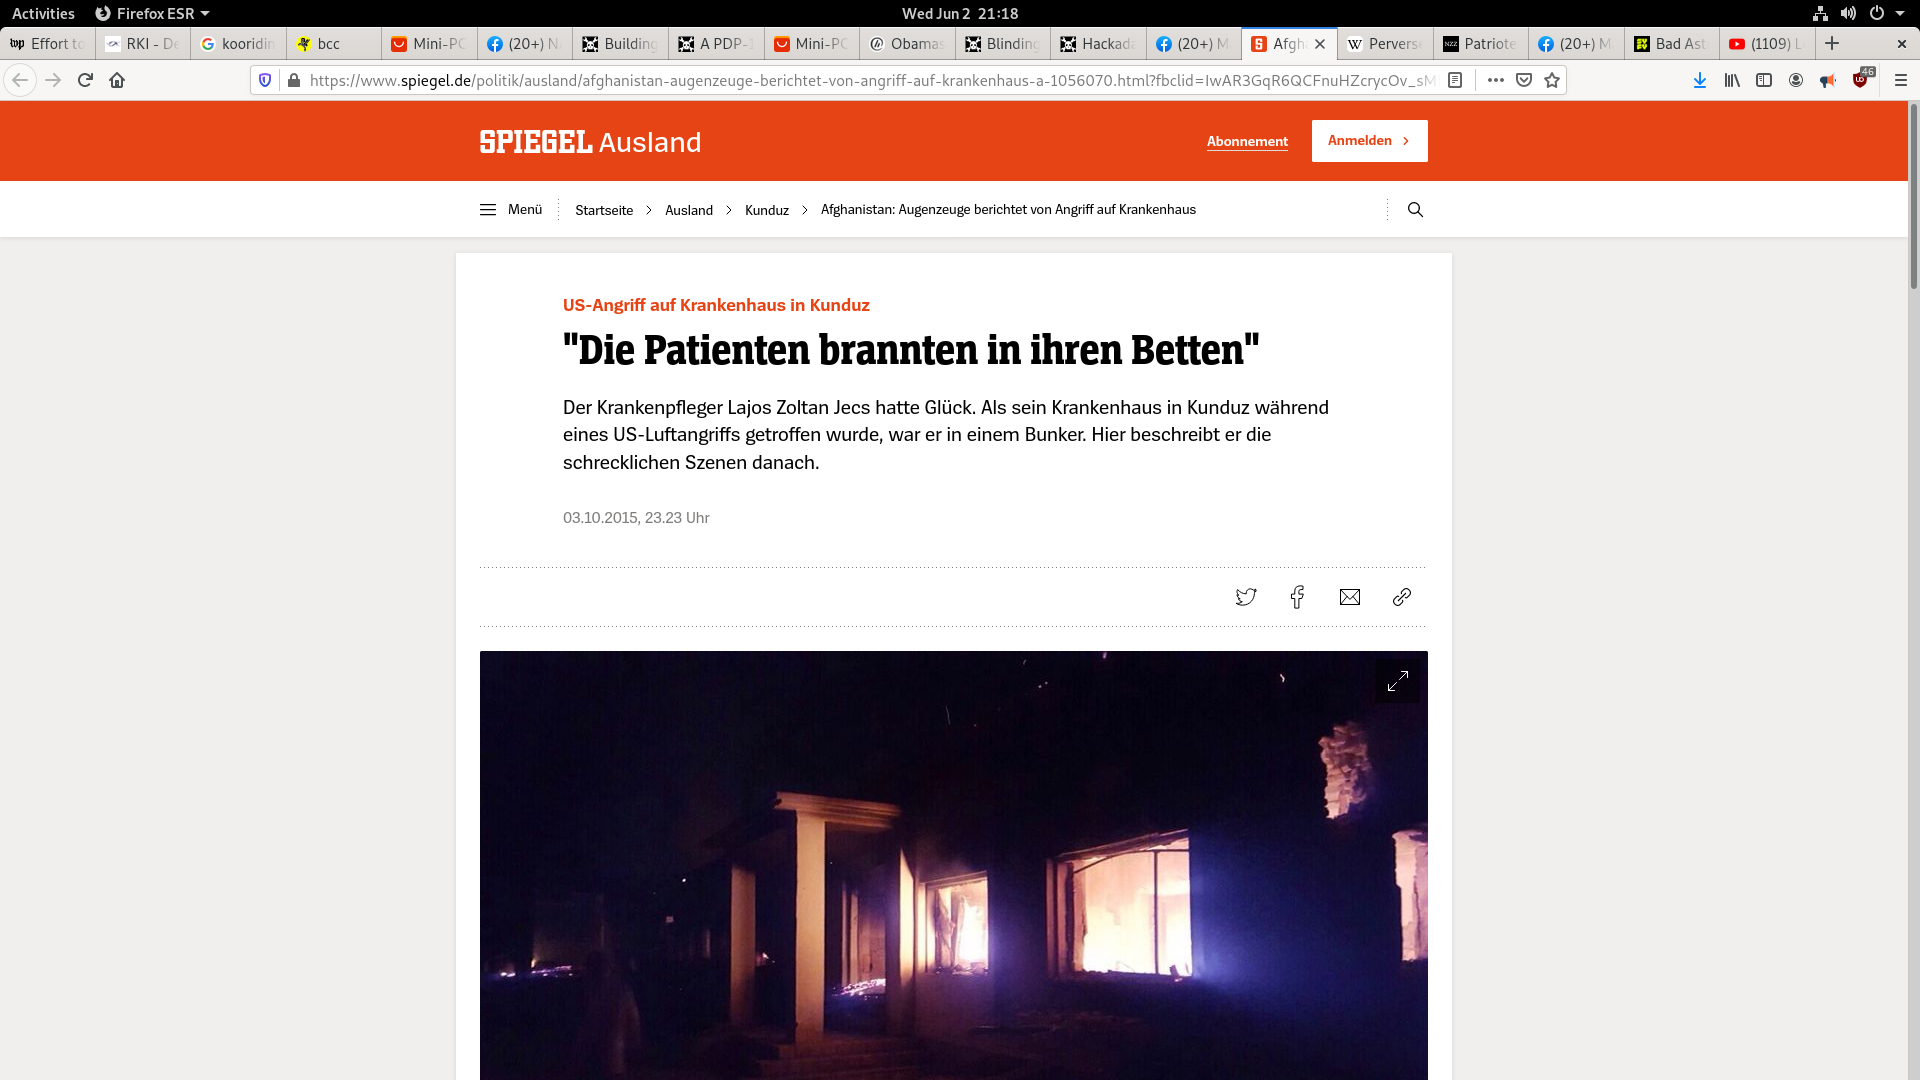 Activities Firefox ESR Wed Jun 2 21:18
Effort to RKI - De kooridin bcc Mini-PC (20+) N Building A PDP-1 Mini-PC Obamas Blinding Hackada (20+) M Afgha Perverse Patriote (20+) M Bad Ast (1109) L
https://www.spiegel.de/politik/ausland/afghanistan-augenzeuge-berichtet-von-angriff-auf-krankenhaus-a-1056070.html?fbclid=IwAR3GqR6QCFnuHZcrycOv_sM 46
SPIEGEL Ausland Abonnement Anmelden
Menü Startseite Ausland Kunduz Afghanistan: Augenzeuge berichtet von Angriff auf Krankenhaus
US-Angriff auf Krankenhaus in Kunduz
"Die Patienten brannten in ihren Betten"
Der Krankenpfleger Lajos Zoltan Jecs hatte Glück. Als sein Krankenhaus in Kunduz während
eines US-Luftangriffs getroffen wurde, war er in einem Bunker. Hier beschreibt er die
schrecklichen Szenen danach.
03.10.2015, 23.23 Uhr